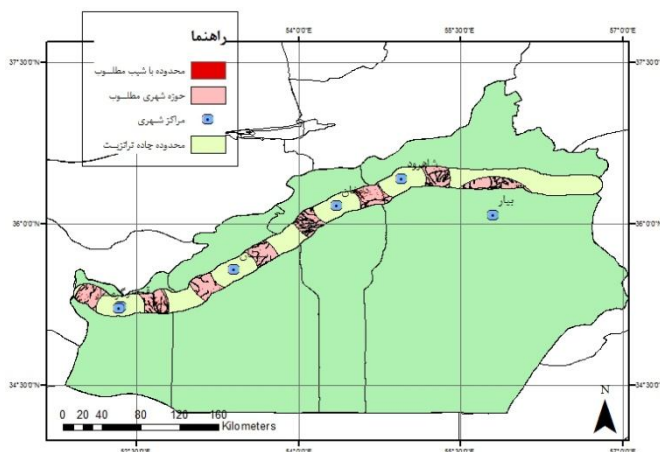 راهنما
محدوده با شیب مطلوب
حوزه شهری مطلوب
مراکز شهری
محدوده جاده ترانزیت
54°0'0"E
55°30'0"E
57°0'0"E
37°30'0"N
37°30'0"N
شاهرود
بیار
36°0'0"N
36°0'0"N
34°30'0"N
34°30'0"N
N
0 20 40 80 120 160
Kilometers